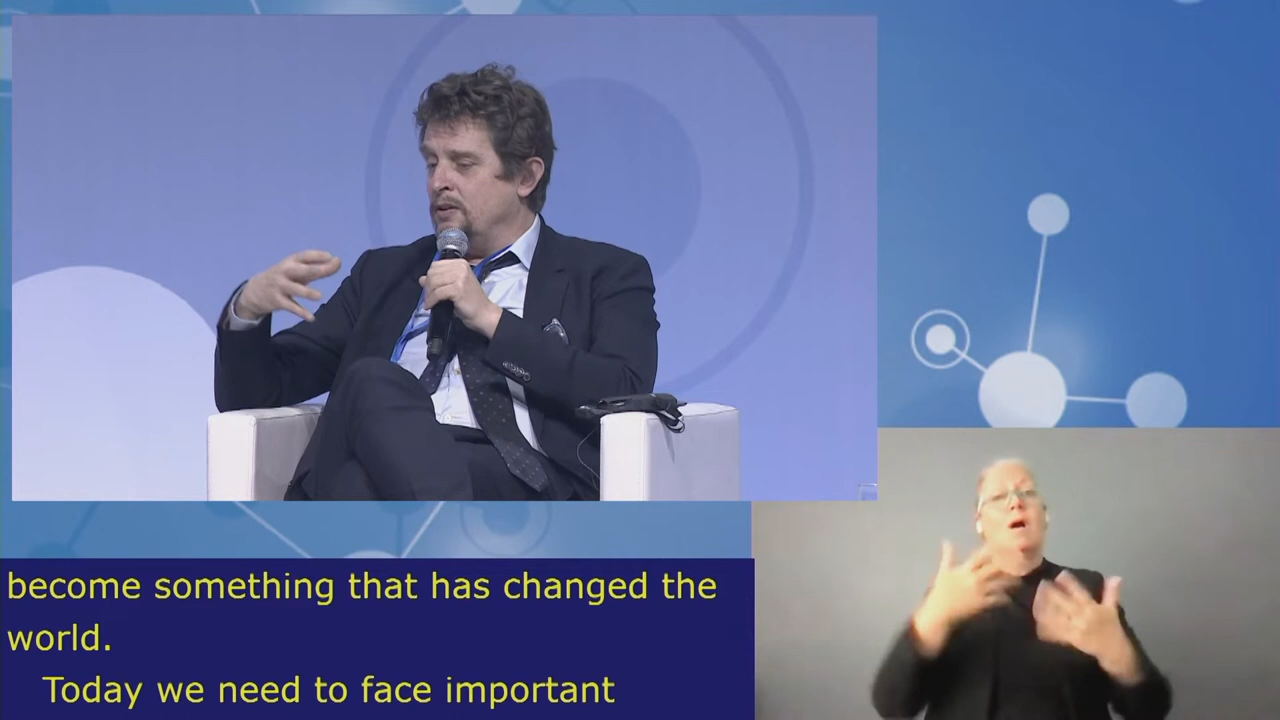 become something that has changed the
world.
Today we need to face important